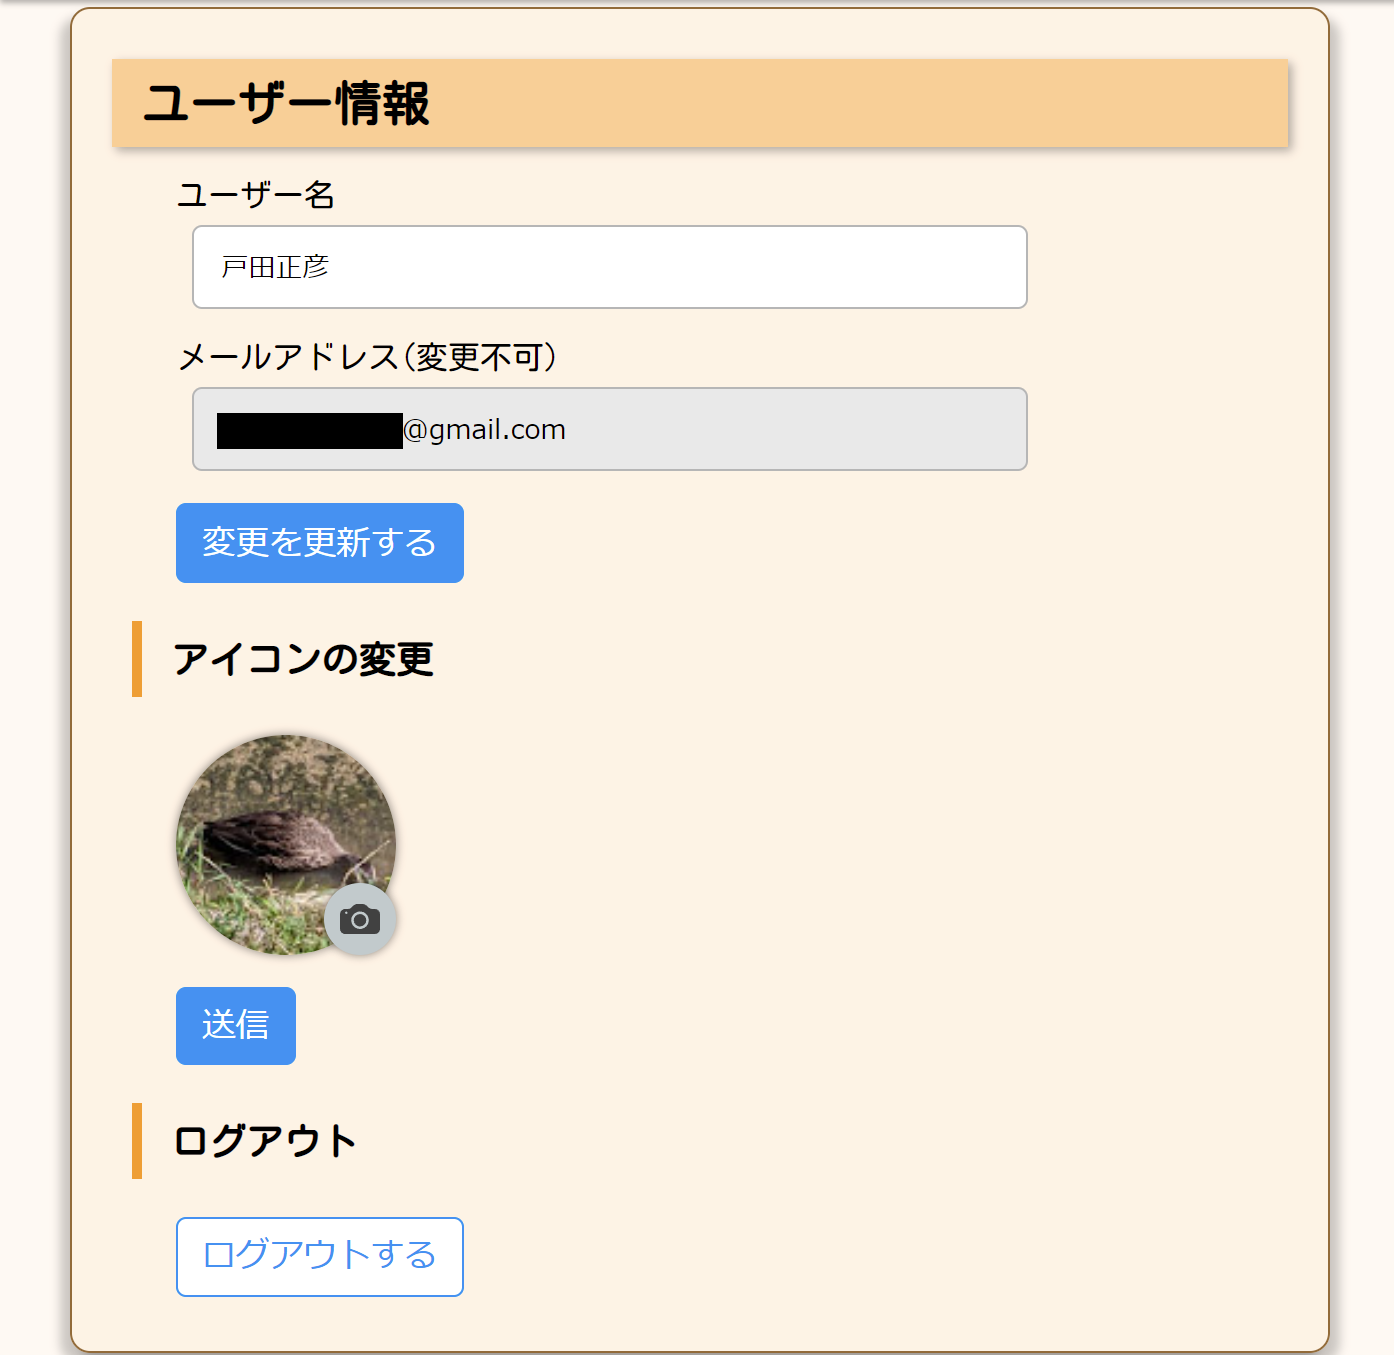 ユーザー情報
ユーザー名
戸田正彦
メールアドレス(変更不可)
@gmail.com
変更を更新する
アイコンの変更
送信
ログアウト
ログアウトする